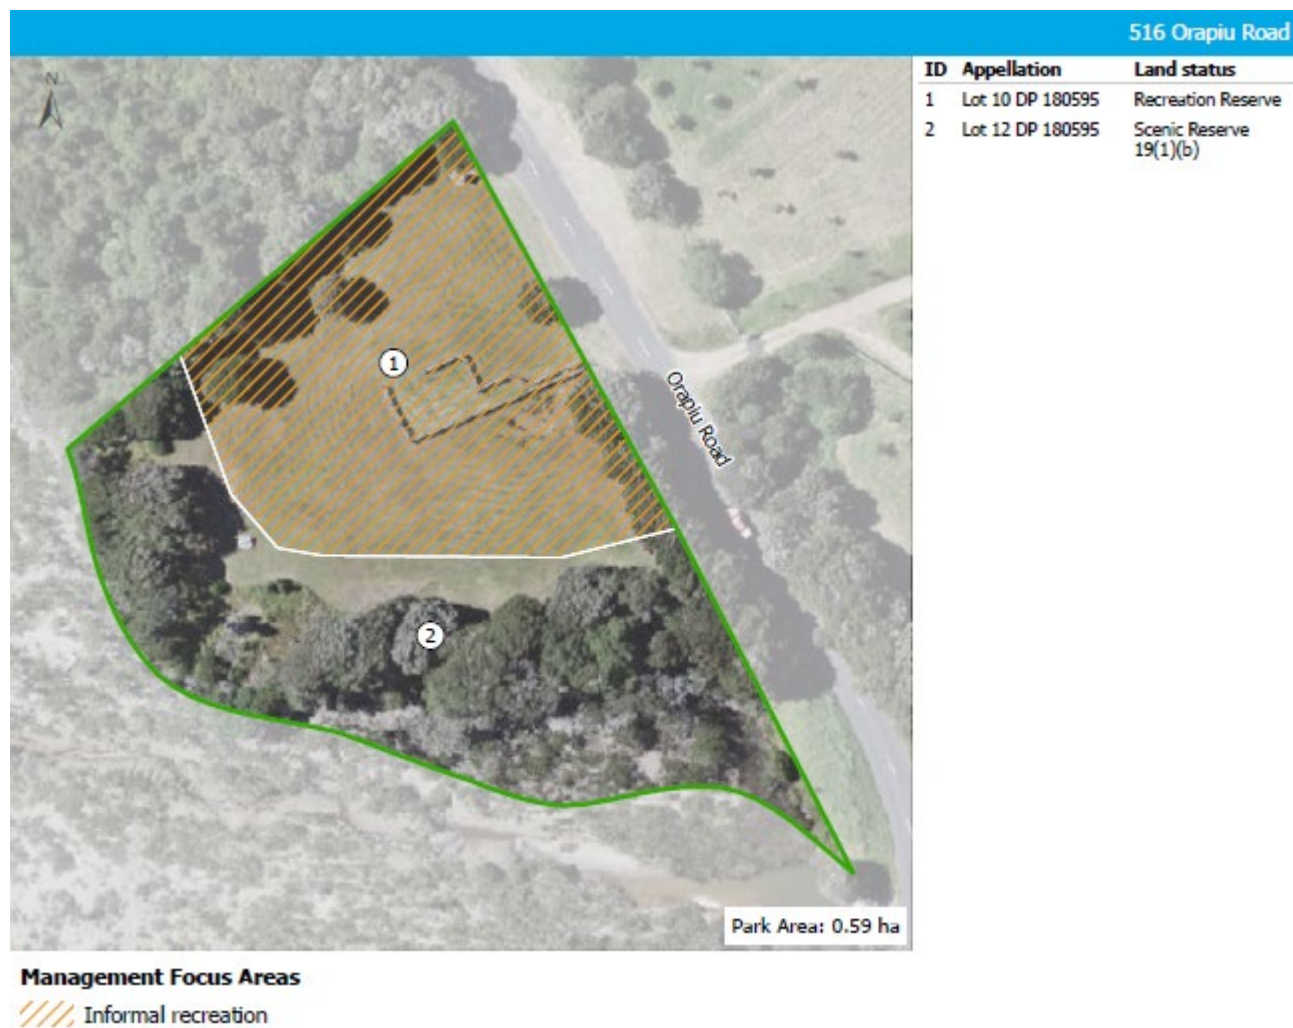 516 Orapiu Road
N
ID Appellation Land status
1 Lot 10 DP 180595 Recreation Reserve
2 Lot 12 DP 180595 Scenic Reserve
19(1)(b)
1
Orapiu Road
2
Park Area: 0.59 ha
Management Focus Areas
Informal recreation